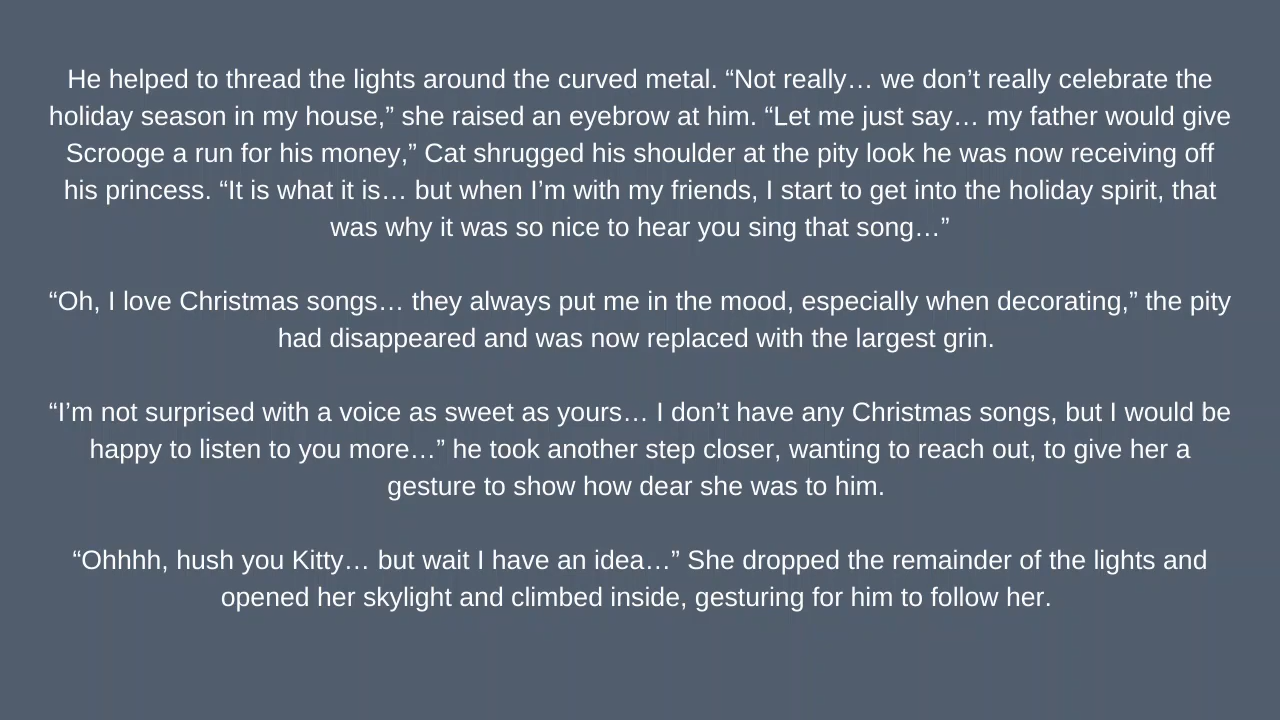 He helped to thread the lights around the curved metal. “Not really… we don’t really celebrate the
holiday season in my house,” she raised an eyebrow at him. “Let me just say… my father would give
Scrooge a run for his money,” Cat shrugged his shoulder at the pity look he was now receiving off
his princess. “It is what it is… but when I’m with my friends, I start to get into the holiday spirit, that
was why it was so nice to hear you sing that song…”
“Oh, I love Christmas songs… they always put me in the mood, especially when decorating,” the pity
had disappeared and was now replaced with the largest grin.
“I’m not surprised with a voice as sweet as yours… I don’t have any Christmas songs, but I would be
happy to listen to you more…” he took another step closer, wanting to reach out, to give her a
gesture to show how dear she was to him.
“Ohhhh, hush you Kitty… but wait I have an idea…” She dropped the remainder of the lights and
opened her skylight and climbed inside, gesturing for him to follow her.